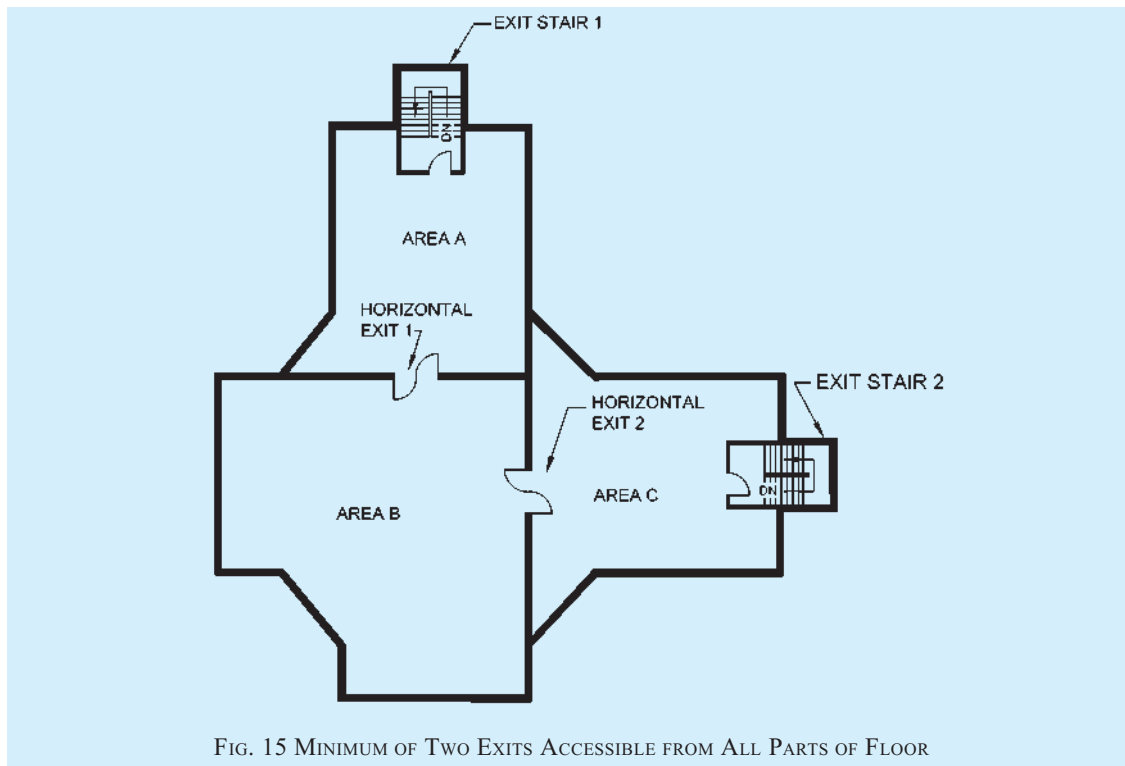 EXIT STAIR 1
DN
AREA A
HORIZONTAL
EXIT 1
EXIT STAIR 2
HORIZONTAL
EXIT 2
DN
AREA C
AREA B
FIG. 15 MINIMUM OF TWO EXITS ACCESSIBLE FROM ALL PARTS OF FLOOR